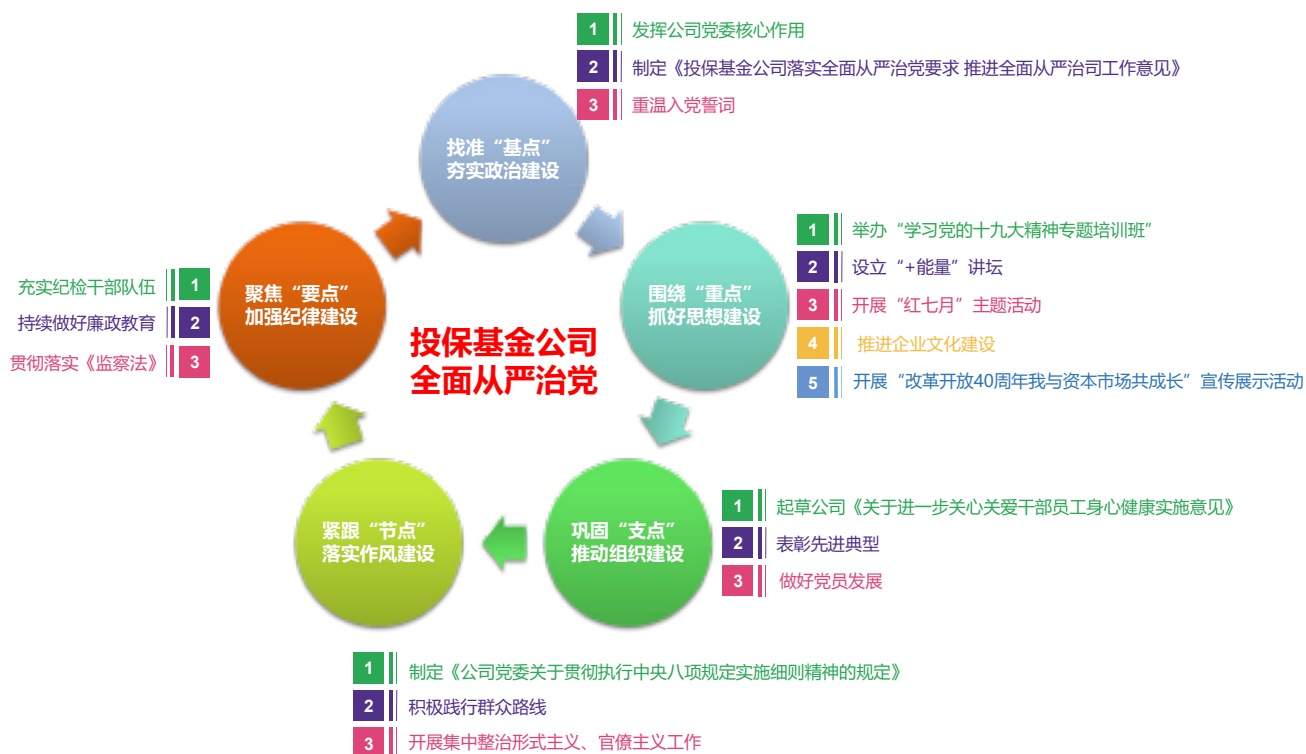 1 发挥公司党委核心作用
2 制定《投保基金公司落实全面从严治党要求 推进全面从严治司工作意见》
3 重温入党誓词
找准“基点”
夯实政治建设
1 举办“学习党的十九大精神专题培训班”
2 设立“+能量”讲坛
3 开展“红七月”主题活动
4 推进企业文化建设
5 开展“改革开放40周年我与资本市场共成长”宣传展示活动
围绕“重点”
抓好思想建设
充实纪检干部队伍 1
持续做好廉政教育 2
贯彻落实《监察法》 3
聚焦“要点”
加强纪律建设
投保基金公司
全面从严治党
紧跟“节点”
落实作风建设
巩固“支点”
推动组织建设
1 起草公司《关于进一步关心关爱干部员工身心健康实施意见》
2 表彰先进典型
3 做好党员发展
1 制定《公司党委关于贯彻执行中央八项规定实施细则精神的规定》
2 积极践行群众路线
3 开展集中整治形式主义、官僚主义工作